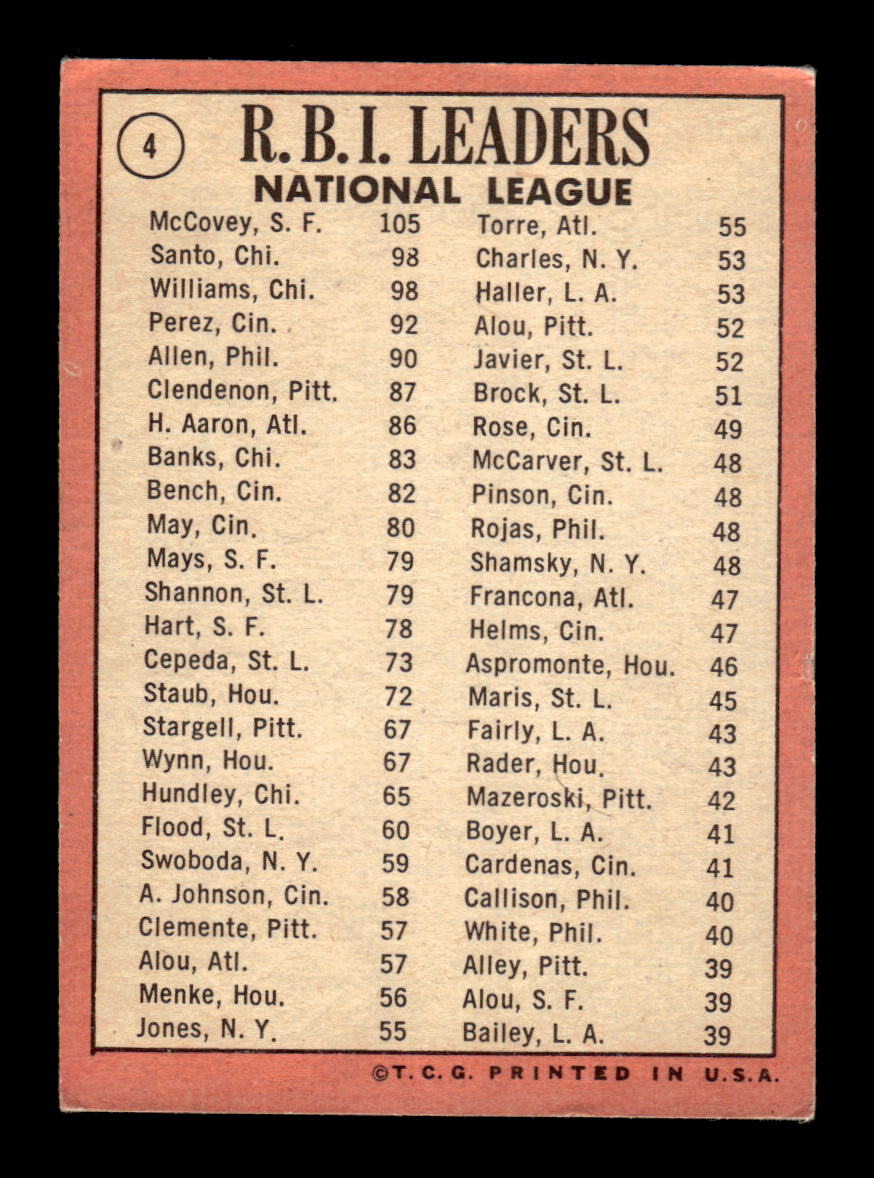 4
R.B.I. LEADERS
NATIONAL LEAGUE
McCovey, S. F. 105
Santo, Chi. 98
Williams, Chi. 98
Perez, Cin. 92
Allen, Phil. 90
Clendenon, Pitt. 87
H. Aaron, Atl. 86
Banks, Chi. 83
Bench, Cin. 82
May, Cin. 80
Mays, S. F. 79
Shannon, St. L. 79
Hart, S. F. 78
Cepeda, St. L. 73
Staub, Hou. 72
Stargell, Pitt. 67
Wynn, Hou. 67
Hundley, Chi. 65
Flood, St. L. 60
Swoboda, N. Y. 59
A. Johnson, Cin. 58
Clemente, Pitt. 57
Alou, Atl. 57
Menke, Hou. 56
Jones, N. Y. 55
Torre, Atl. 55
Charles, N. Y. 53
Haller, L. A. 53
Alou, Pitt. 52
Javier, St. L. 52
Brock, St. L. 51
Rose, Cin. 49
McCarver, St. L. 48
Pinson, Cin. 48
Rojas, Phil. 48
Shamsky, N. Y. 48
Francona, Atl. 47
Helms, Cin. 47
Aspromonte, Hou. 46
Maris, St. L. 45
Fairly, L. A. 43
Rader, Hou. 43
Mazeroski, Pitt. 42
Boyer, L. A. 41
Cardenas, Cin. 41
Callison, Phil. 40
White, Phil. 40
Alley, Pitt. 39
Alou, S. F. 39
Bailey, L. A. 39
©T.C.G. PRINTED IN U.S.A.